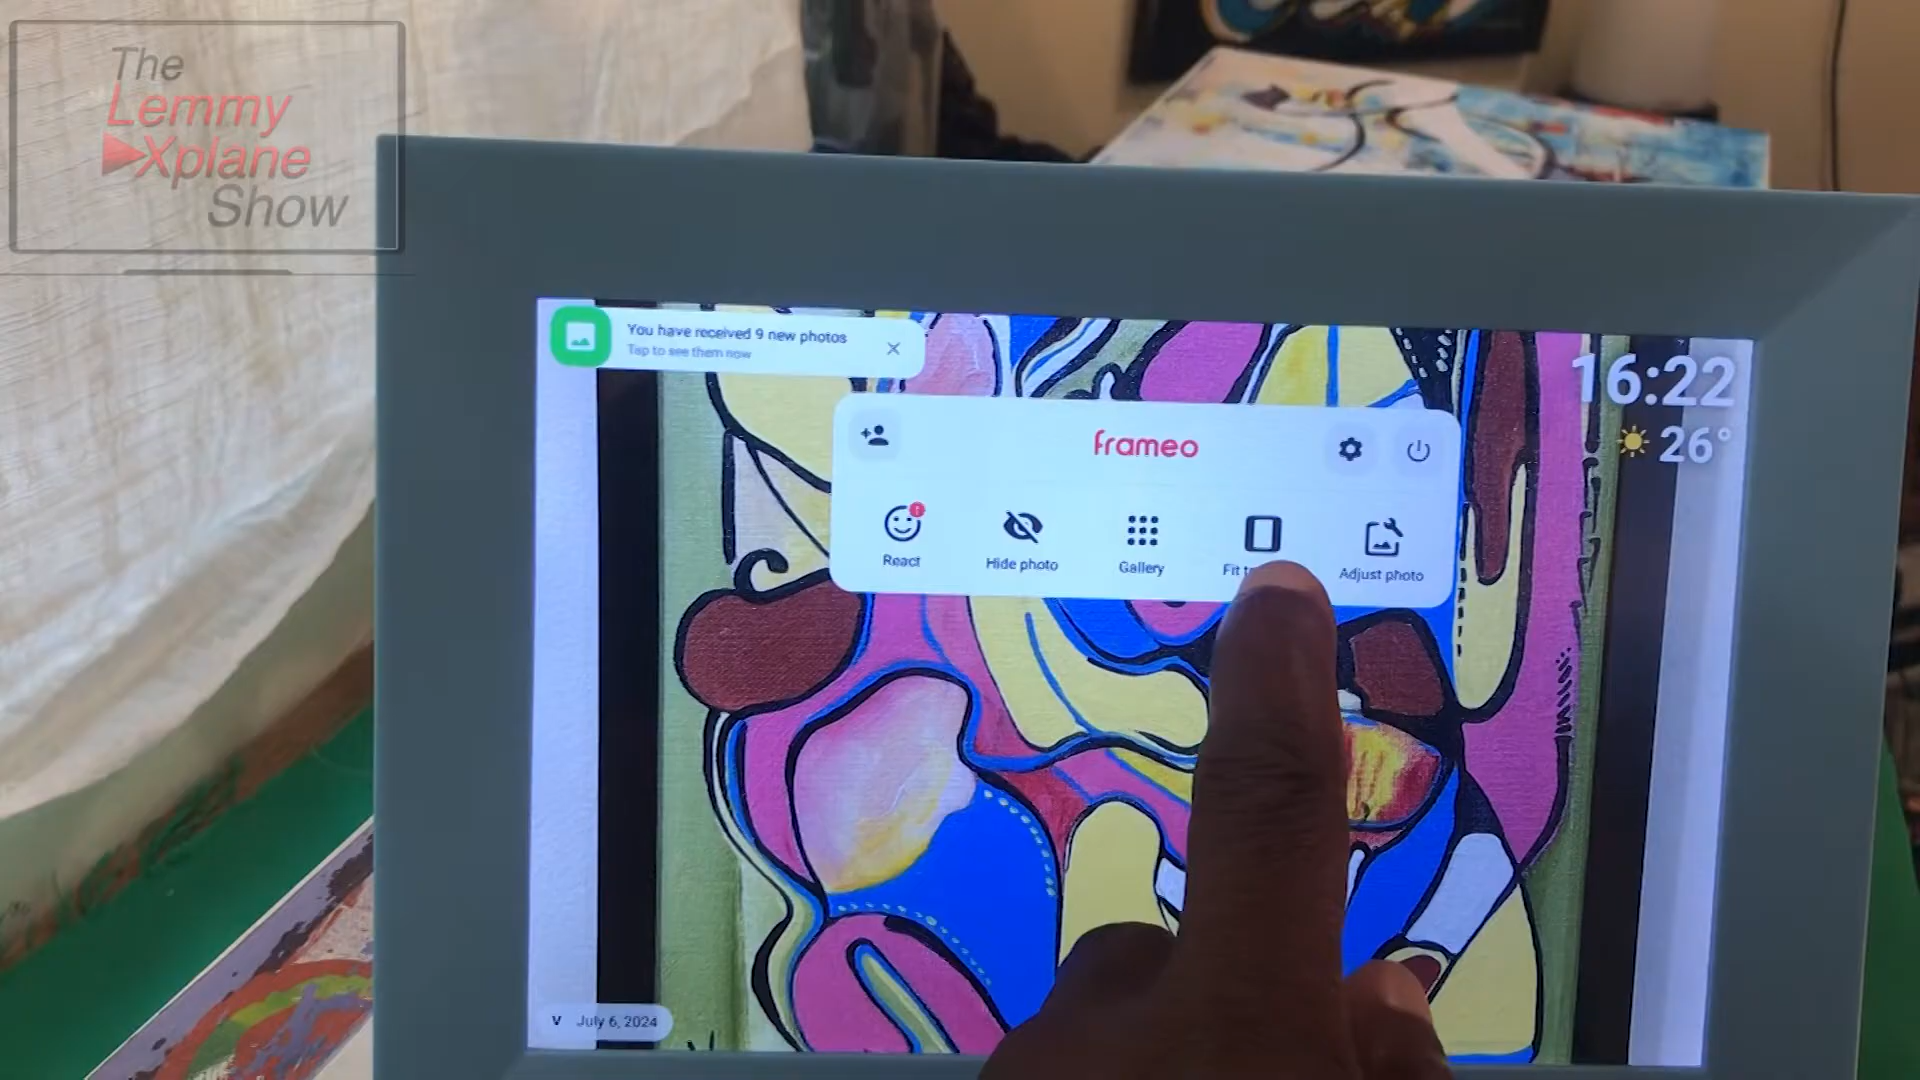 The
Lemmy
Xplane
Show
You have received 9 new photos
Tap to see them now
16:22
26°
frameo
React
Hide photo
Gallery
Fit
Adjust photo
V July 6, 2024